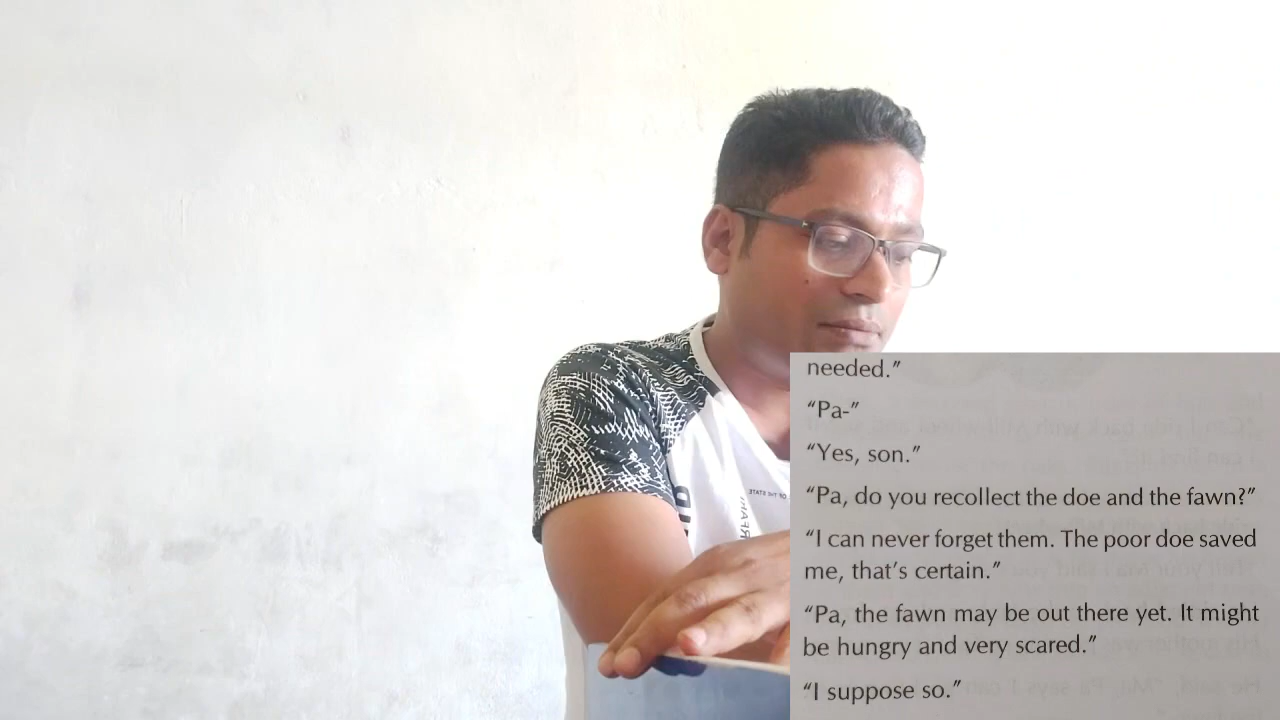 needed.”
“Pa-”
“Yes, son.”
“Pa, do you recollect the doe and the fawn?”
“I can never forget them. The poor doe saved
me, that’s certain.”
“Pa, the fawn may be out there yet. It might
be hungry and very scared.”
“I suppose so.”